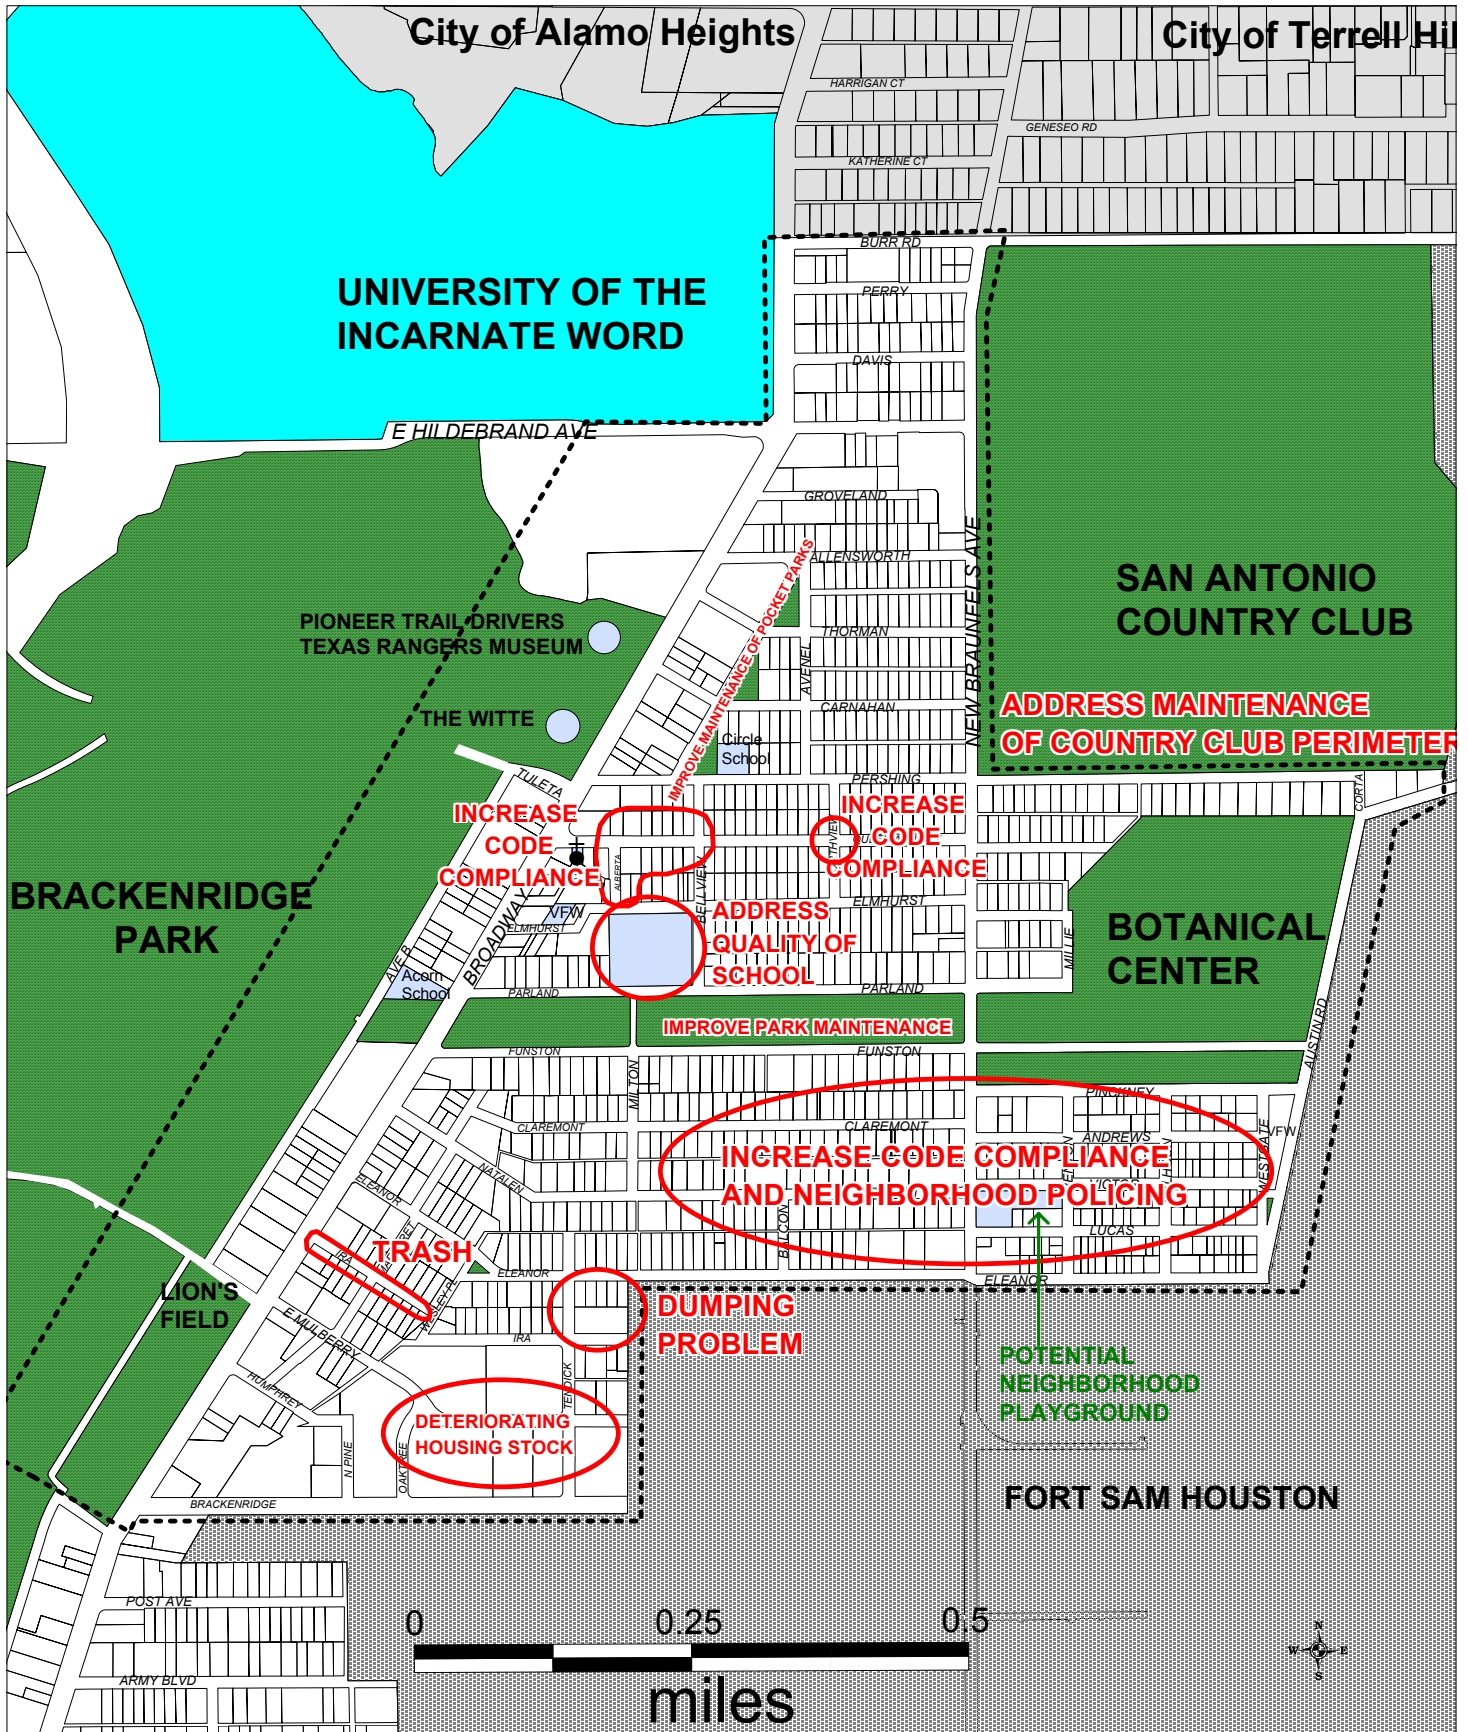 City of Alamo Heights
City of Terrell Hil
HARRIGAN CT
GENESEO RD
KATHERINE CT
BURR RD
UNIVERSITY OF THE
INCARNATE WORD
PERRY
DAVIS
E HILDEBRAND AVE
GROVELAND
NEW BRAUNFELS AVE
ALLENSWORTH
IMPROVE MAINTENANCE OF POCKET PARKS
SAN ANTONIO
COUNTRY CLUB
PIONEER TRAIL DRIVERS
TEXAS RANGERS MUSEUM
THORMAN
AVENEL
CARNAHAN
ADDRESS MAINTENANCE
OF COUNTRY CLUB PERIMETER
THE WITTE
Circle
School
TULETA
PERSHING
CORTA
INCREASE
CODE
COMPLIANCE
INCREASE
CODE
COMPLIANCE
ALBERTA
BELLVIEW
BRACKENRIDGE
PARK
BROADWAY
VFW
ELMHURST
ELMHURST
ADDRESS
QUALITY OF
SCHOOL
MILLIE
BOTANICAL
CENTER
AVE B
Acorn
School
PARLAND
PARLAND
IMPROVE PARK MAINTENANCE
AUSTIN RD
FUNSTON
FUNSTON
MILTON
PINCKNEY
CLAREMONT
CLAREMONT
ANDREWS
VFW
WESTGATE
INCREASE CODE COMPLIANCE
AND NEIGHBORHOOD POLICING
VICTOR
NATALEN
ELEANOR
BALCON
LUCAS
IRA
TRASH
ELEANOR
ELEANOR
LION'S
FIELD
E MULBERRY
IRA
DUMPING
PROBLEM
POTENTIAL
NEIGHBORHOOD
PLAYGROUND
HUMPHREY
TENDICK
DETERIORATING
HOUSING STOCK
N PINE
OAKTREE
BRACKENRIDGE
FORT SAM HOUSTON
POST AVE
0 0.25 0.5
miles
N
W E
S
ARMY BLVD